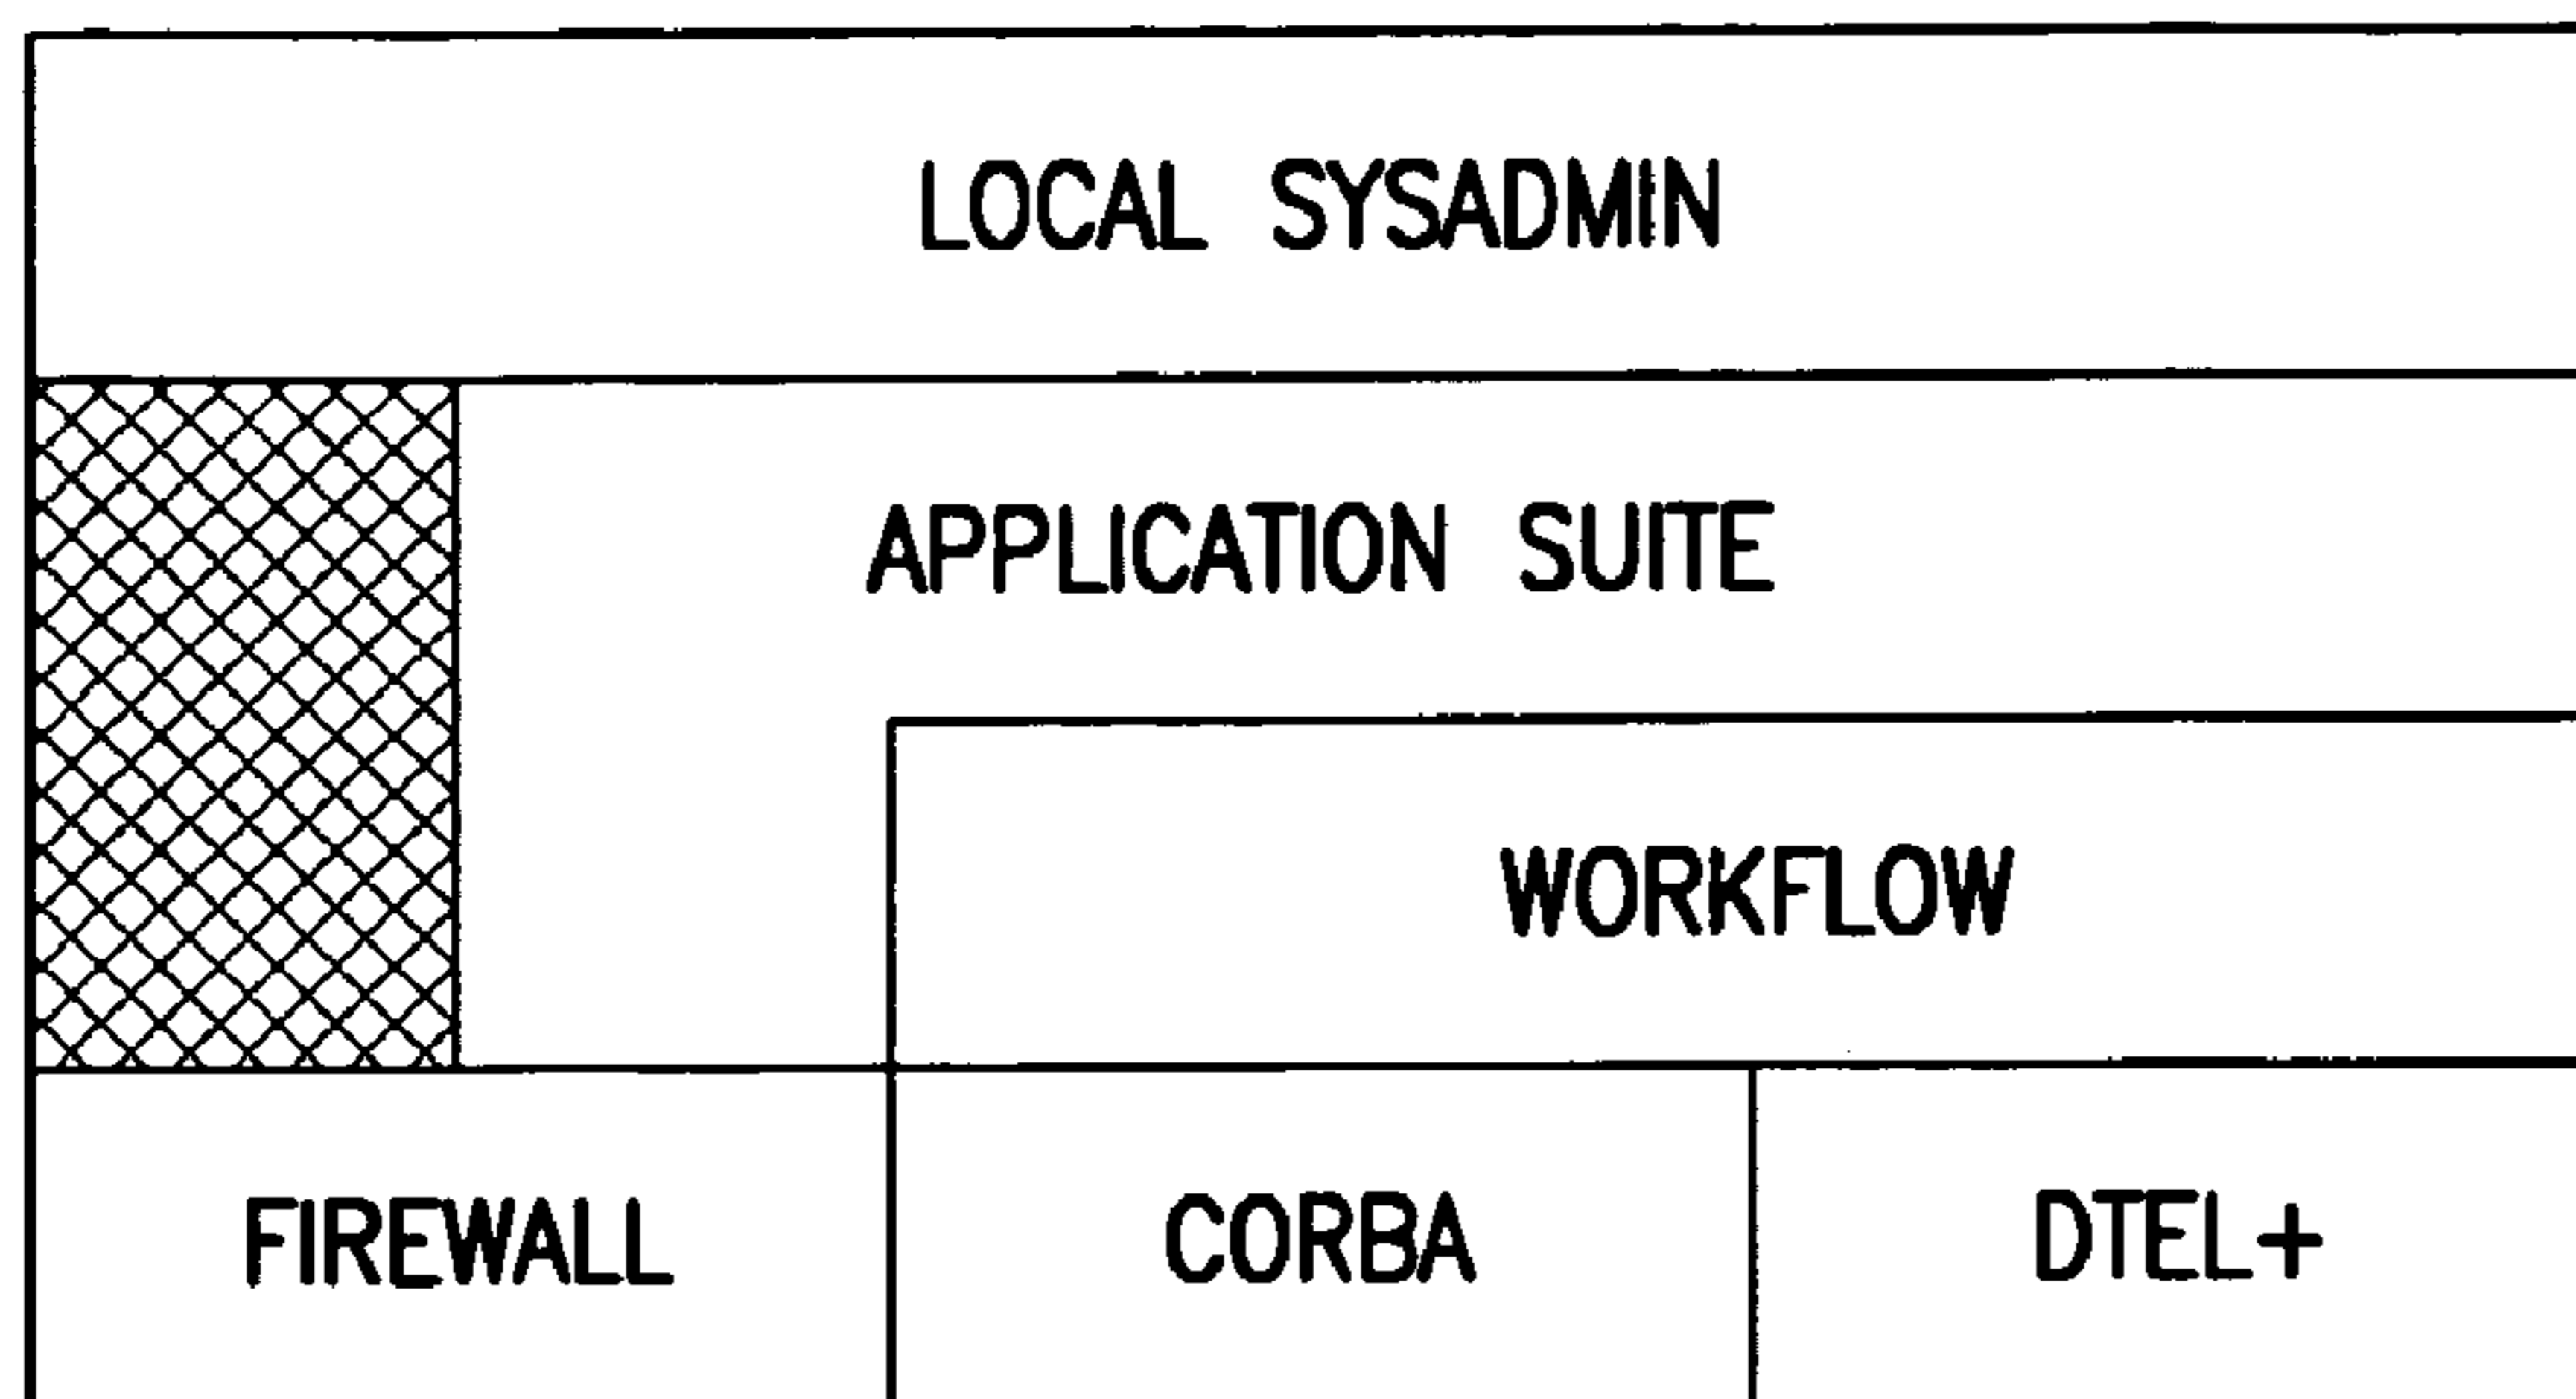 LOCAL SYSADMIN
APPLICATION SUITE
WORKFLOW
FIREWALL
CORBA
DTEL+